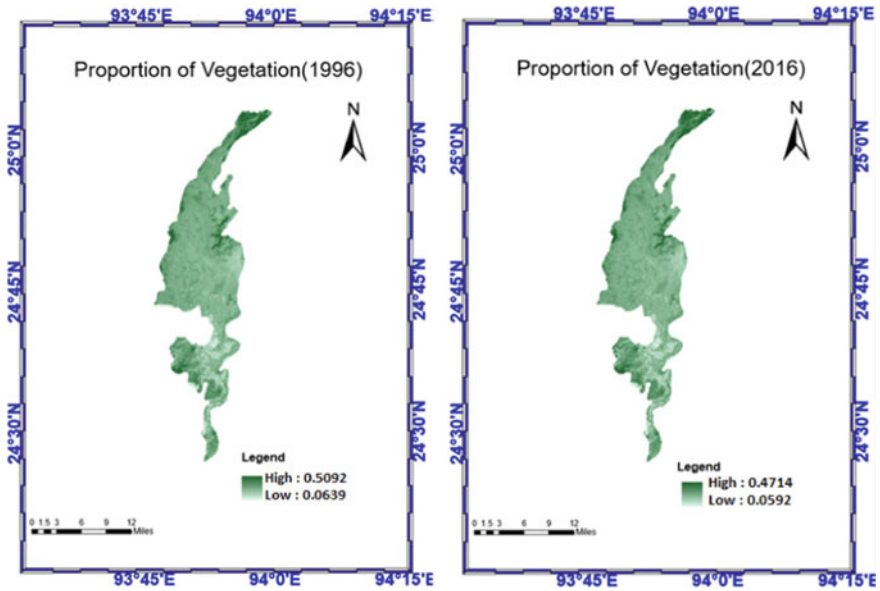 93°45'E 94°0'E 94°15'E
Proportion of Vegetation(1996)
N
25°0'N 25°0'N
24°45'N 24°45'N
24°30'N 24°30'N
Legend
High : 0.5092
Low : 0.0639
0 1.5 3 6 9 12
Miles
93°45'E 94°0'E 94°15'E
93°45'E 94°0'E 94°15'E
Proportion of Vegetation(2016)
N
25°0'N 25°0'N
24°45'N 24°45'N
24°30'N 24°30'N
Legend
High : 0.4714
Low : 0.0592
0 1.5 3 6 9 12
Miles
93°45'E 94°0'E 94°15'E